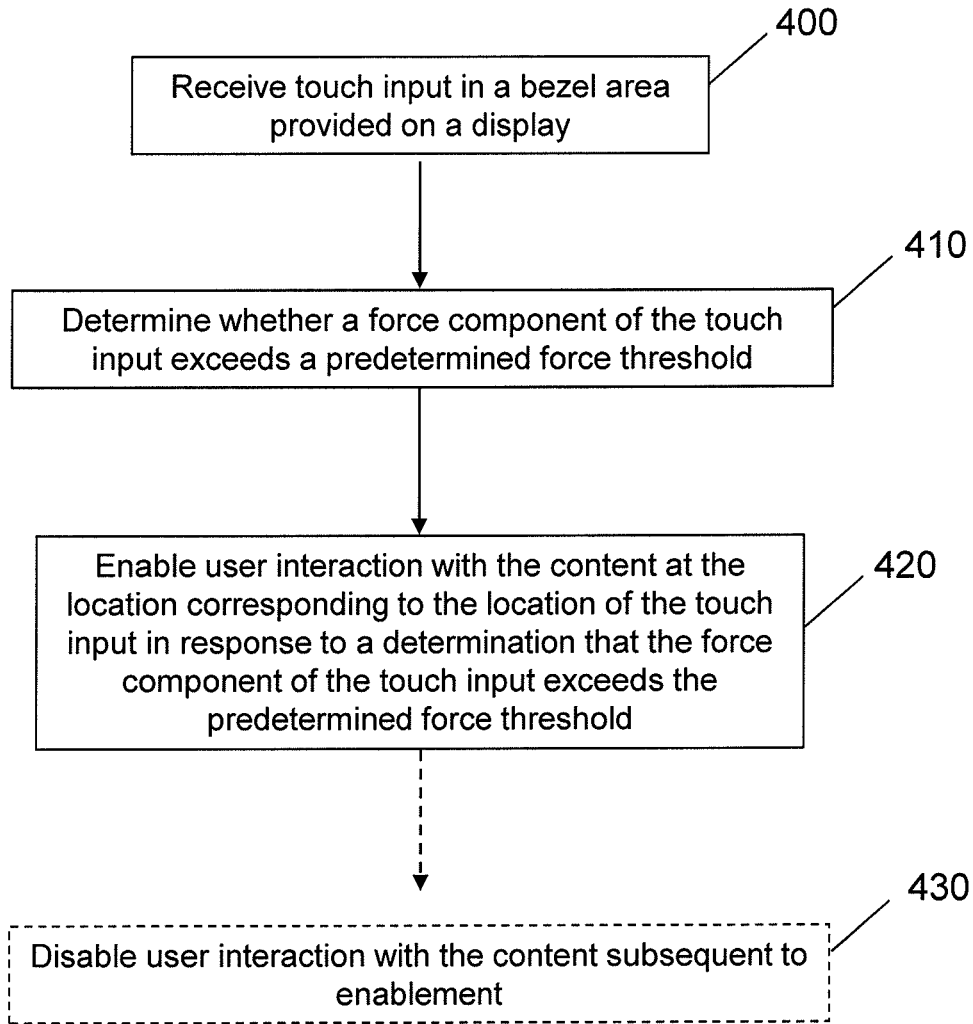 400
Receive touch input in a bezel area
provided on a display
410
Determine whether a force component of the touch
input exceeds a predetermined force threshold
420
Enable user interaction with the content at the
location corresponding to the location of the touch
input in response to a determination that the force
component of the touch input exceeds the
predetermined force threshold
430
Disable user interaction with the content subsequent to
enablement